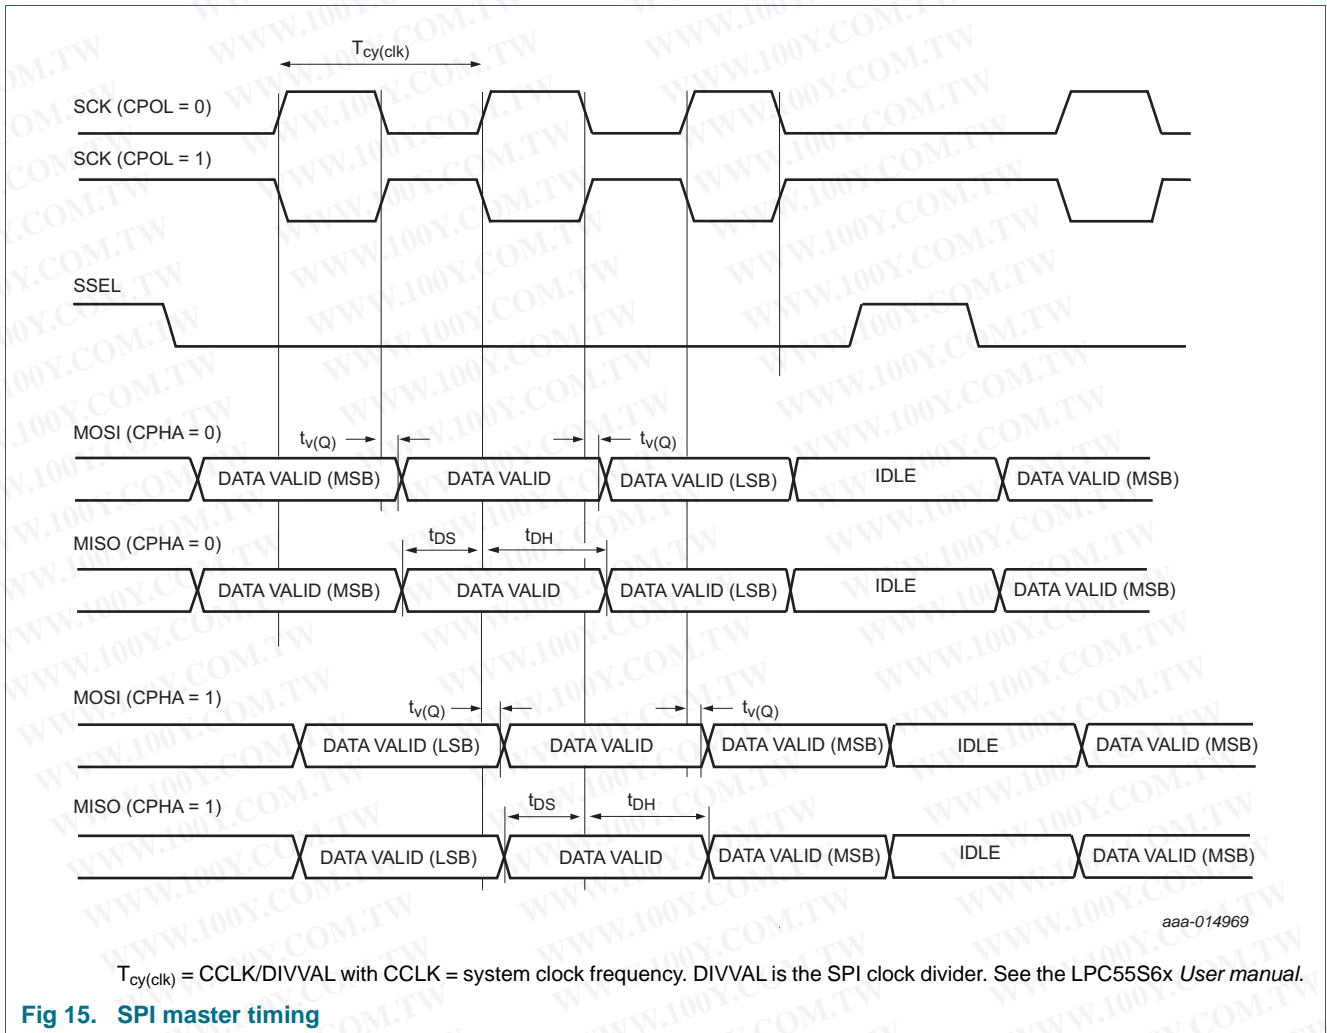 Tcy(clk)
SCK (CPOL = 0)
SCK (CPOL = 1)
SSEL
MOSI (CPHA = 0)
tv(Q) tv(Q)
DATA VALID (MSB) DATA VALID DATA VALID (LSB) IDLE DATA VALID (MSB)
MISO (CPHA = 0)
tDS tDH
DATA VALID (MSB) DATA VALID DATA VALID (LSB) IDLE DATA VALID (MSB)
MOSI (CPHA = 1)
tv(Q) tv(Q)
DATA VALID (LSB) DATA VALID DATA VALID (MSB) IDLE DATA VALID (MSB)
MISO (CPHA = 1)
tDS tDH
DATA VALID (LSB) DATA VALID DATA VALID (MSB) IDLE DATA VALID (MSB)
aaa-014969
Tcy(clk) = CCLK/DIVVAL with CCLK = system clock frequency. DIVVAL is the SPI clock divider. See the LPC55S6x User manual.
Fig 15. SPI master timing
WWW.100Y.COM.TW